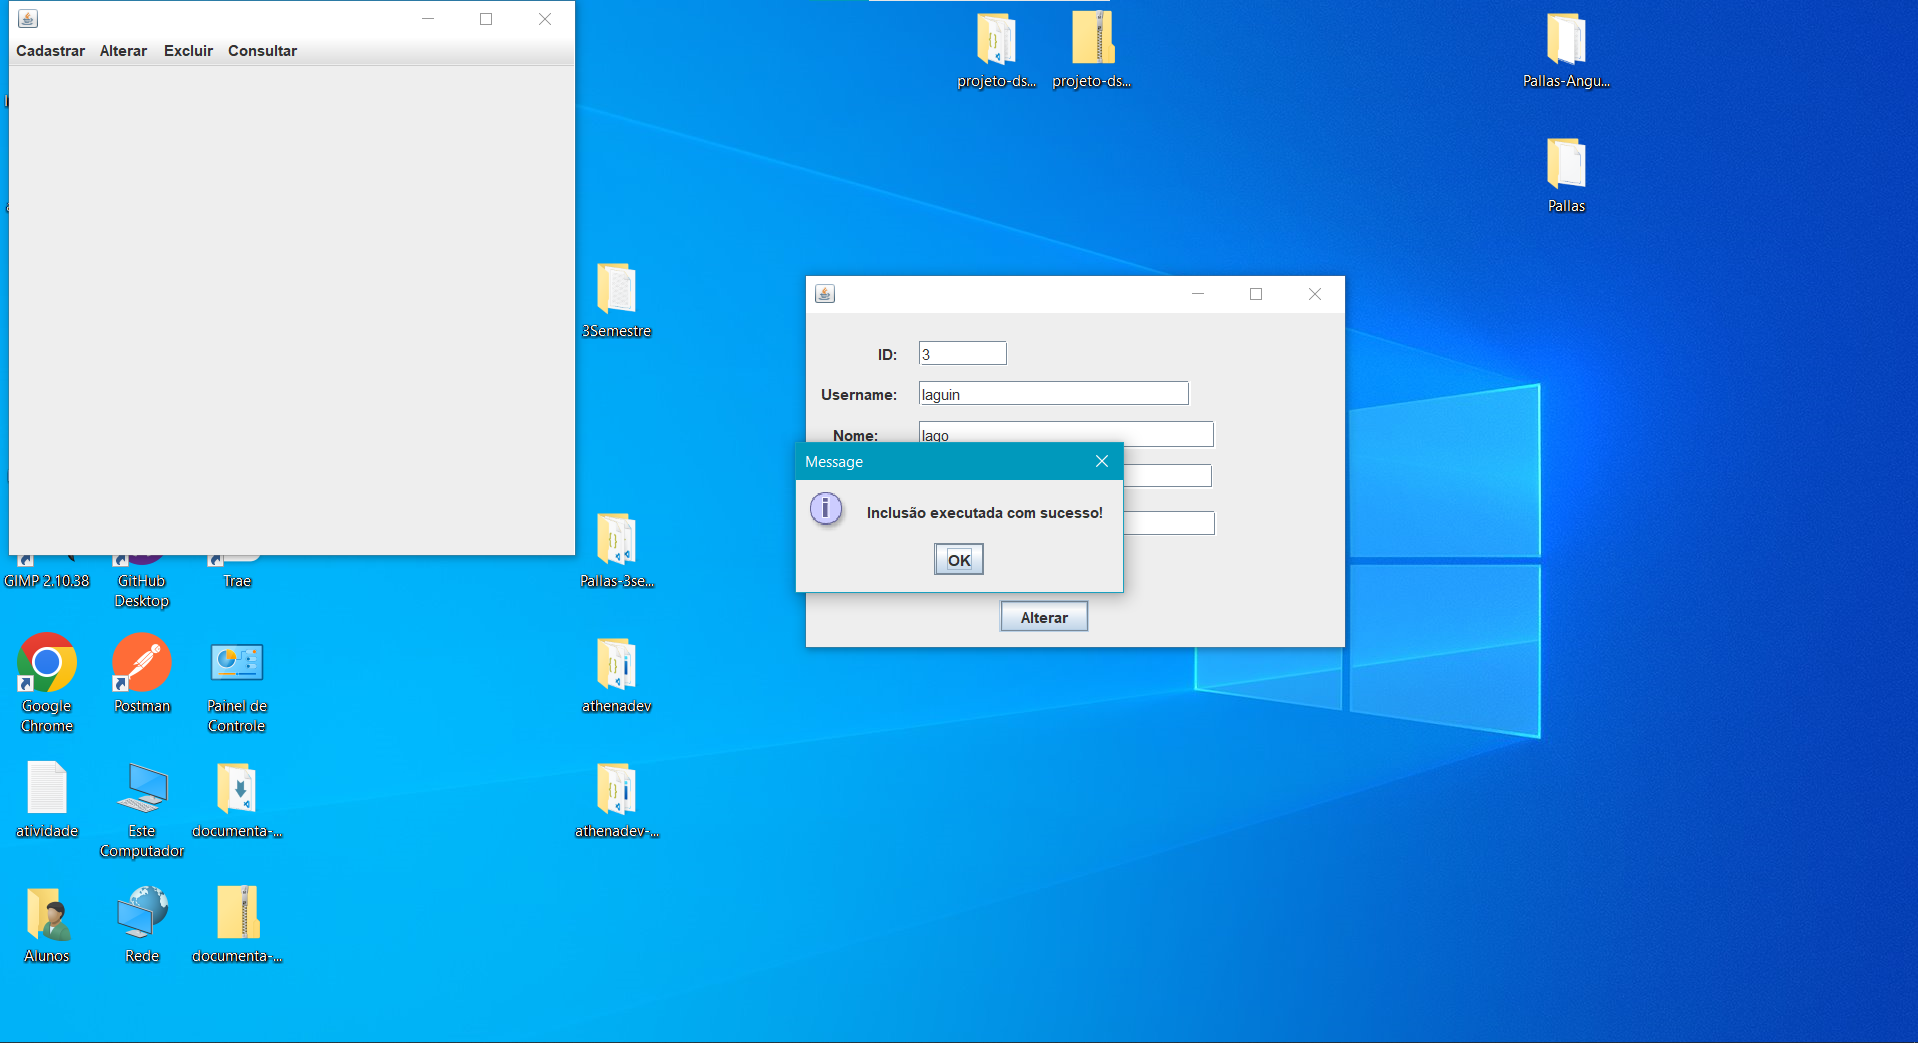 Cadastrar Alterar Excluir Consultar
projeto-ds...
projeto-ds...
Pallas-Angu...
Pallas
3Semestre
ID:
3
Username:
Iaguin
Nome:
Iago
Message
Inclusão executada com sucesso!
OK
Alterar
GIMP 2.10.38
GitHub
Desktop
Trae
Pallas-3se...
Google
Chrome
Postman
Painel de
Controle
athenadev
atividade
Este
Computador
documenta-...
athenadev-...
Alunos
Rede
documenta-...